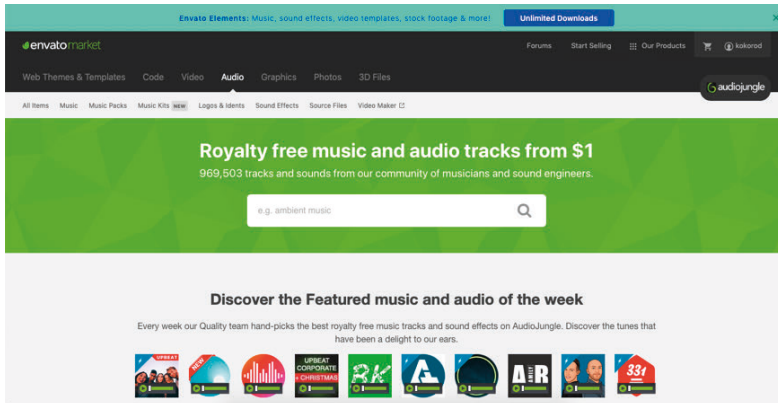 Envato Elements: Music, sound effects, video templates, stock footage & more! Unlimited Downloads
envatomarket Forums Start Selling Our Products kokorod
Web Themes & Templates Code Video Audio Graphics Photos 3D Files
audiojungle
All Items Music Music Packs Music Kits NEW Logos & Idents Sound Effects Source Files Video Maker
Royalty free music and audio tracks from $1
969,503 tracks and sounds from our community of musicians and sound engineers.
e.g. ambient music
Discover the Featured music and audio of the week
Every week our Quality team hand-picks the best royalty free music tracks and sound effects on AudioJungle. Discover the tunes that
have been a delight to our ears.
UPBEAT
NEW
UPBEAT
CORPORATE
+ CHRISTMAS
RK
A
AR
331